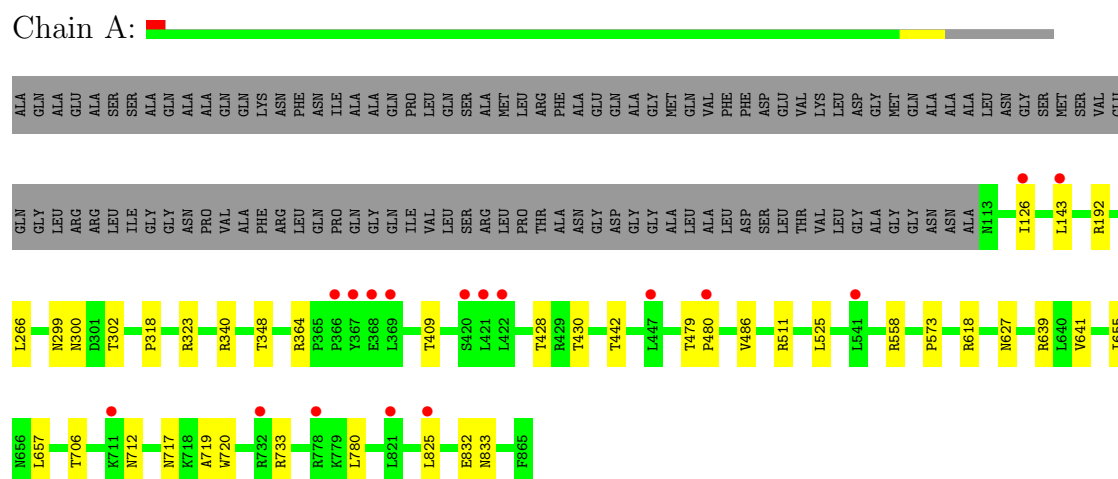 Chain A:
ALA GLN ALA GLU ALA SER SER ALA GLN ALA ALA GLN GLN LYS ASN PHE ASN ILE ALA ALA GLN PRO LEU GLN SER ALA MET LEU ARG PHE ALA GLU GLN ALA GLY MET GLN VAL PHE PHE ASP GLU VAL LYS LEU ASP GLY MET GLN ALA ALA ALA LEU ASN GLY SER MET SER VAL
GLN GLY LEU ARG ARG LEU ILE GLY GLY ASN PRO VAL ALA PHE ARG LEU GLN PRO GLN GLY GLN ILE VAL LEU SER ARG LEU PRO THR ALA ASN GLY ASP GLY GLY ALA LEU ALA LEU ASP SER LEU THR VAL LEU GLY ALA GLY GLY ASN ASN ALA N113 I126 L143 R192
L266 N299 N300 D301 T302 P318 R323 R340 T348 R364 P365 P366 Y367 E368 L369 T409 S420 L421 L422 T428 R429 T430 T442 L447 T479 P480 V486 R511 L525 L541 R558 P573 R618 N627 R639 L640 V641 I655
N656 L657 T706 K711 N712 N717 K718 A719 W720 R732 R733 R778 K779 L780 L821 L825 E832 N833 F865